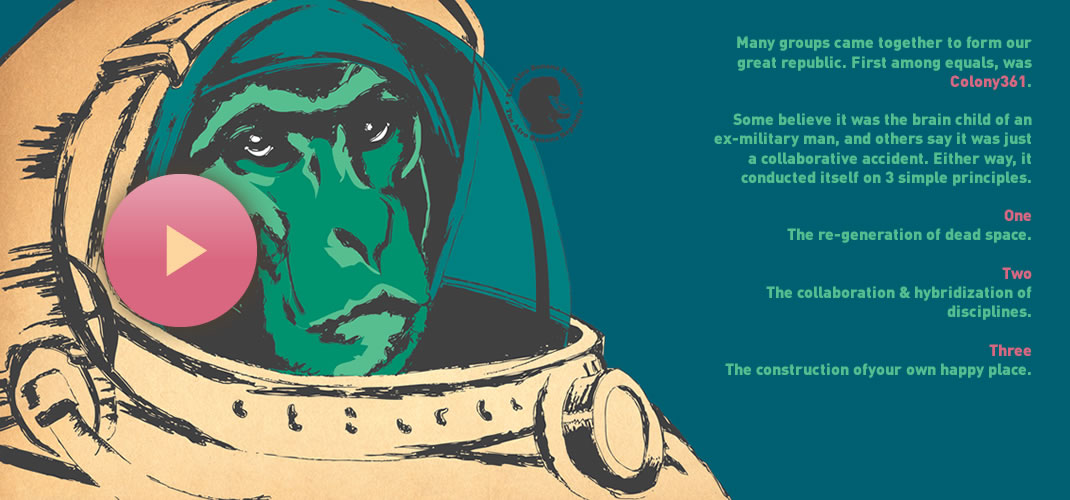 Many groups came together to form our
great republic. First among equals, was
Colony361.
Some believe it was the brain child of an
ex-military man, and others say it was just
a collaborative accident. Either way, it
conducted itself on 3 simple principles.
One
The re-generation of dead space.
Two
The collaboration & hybridization of
disciplines.
Three
The construction ofyour own happy place.